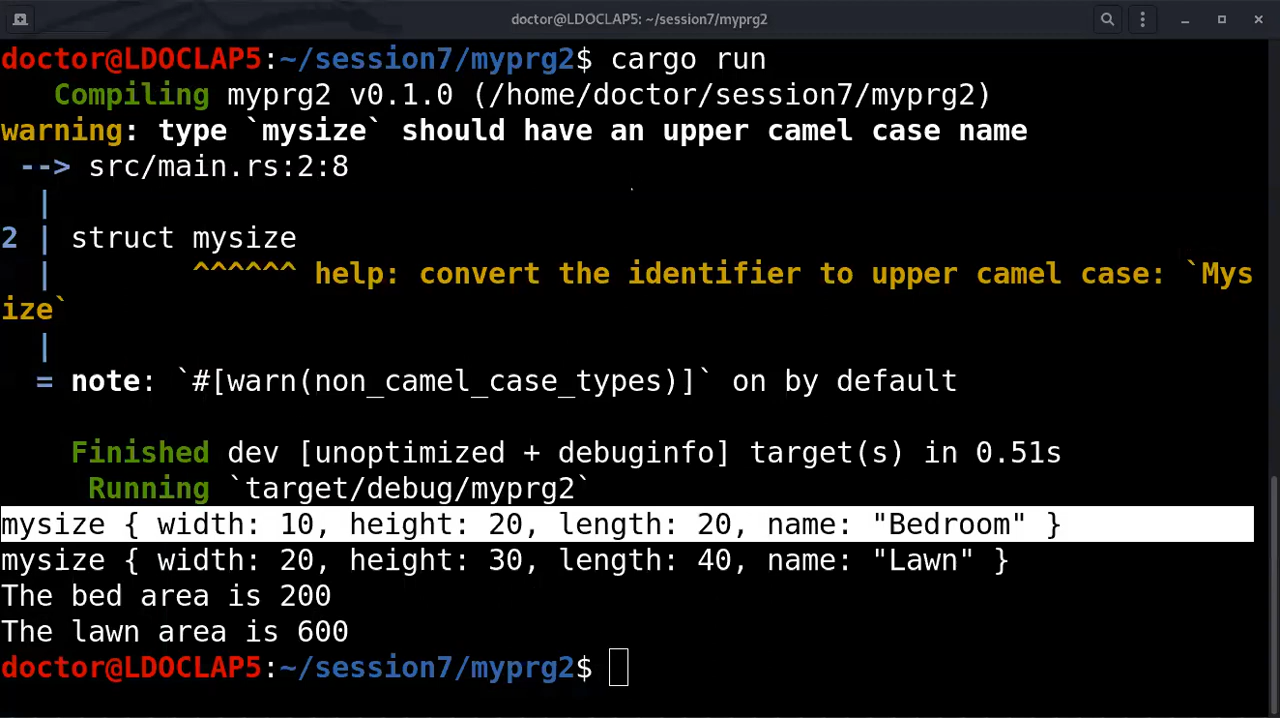 doctor@LDOCLAP5: ~/session7/myprg2
doctor@LDOCLAP5:~/session7/myprg2$ cargo run
   Compiling myprg2 v0.1.0 (/home/doctor/session7/myprg2)
warning: type `mysize` should have an upper camel case name
 --> src/main.rs:2:8
  |
2 | struct mysize
  |        ^^^^^^ help: convert the identifier to upper camel case: `Mys
ize`
  |
  = note: `#[warn(non_camel_case_types)]` on by default
    Finished dev [unoptimized + debuginfo] target(s) in 0.51s
     Running `target/debug/myprg2`
mysize { width: 10, height: 20, length: 20, name: "Bedroom" }
mysize { width: 20, height: 30, length: 40, name: "Lawn" }
The bed area is 200
The lawn area is 600
doctor@LDOCLAP5:~/session7/myprg2$